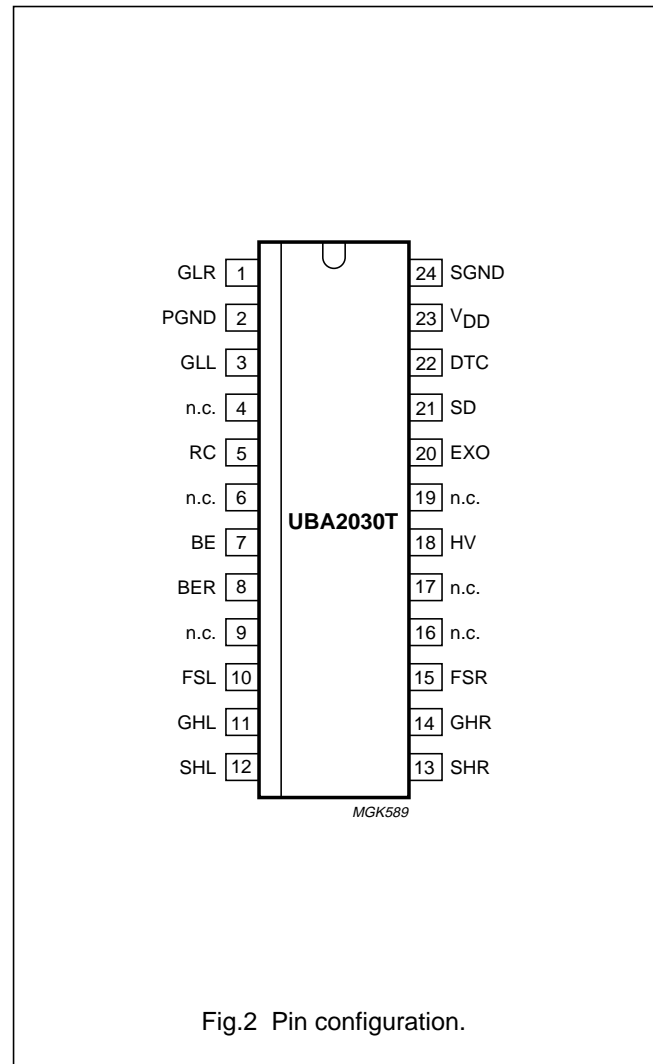 GLR 1 24 SGND
PGND 2 23 VDD
GLL 3 22 DTC
n.c. 4 21 SD
RC 5 20 EXO
n.c. 6 19 n.c.
UBA2030T
BE 7 18 HV
BER 8 17 n.c.
n.c. 9 16 n.c.
FSL 10 15 FSR
GHL 11 14 GHR
SHL 12 13 SHR
MGK589
Fig.2 Pin configuration.